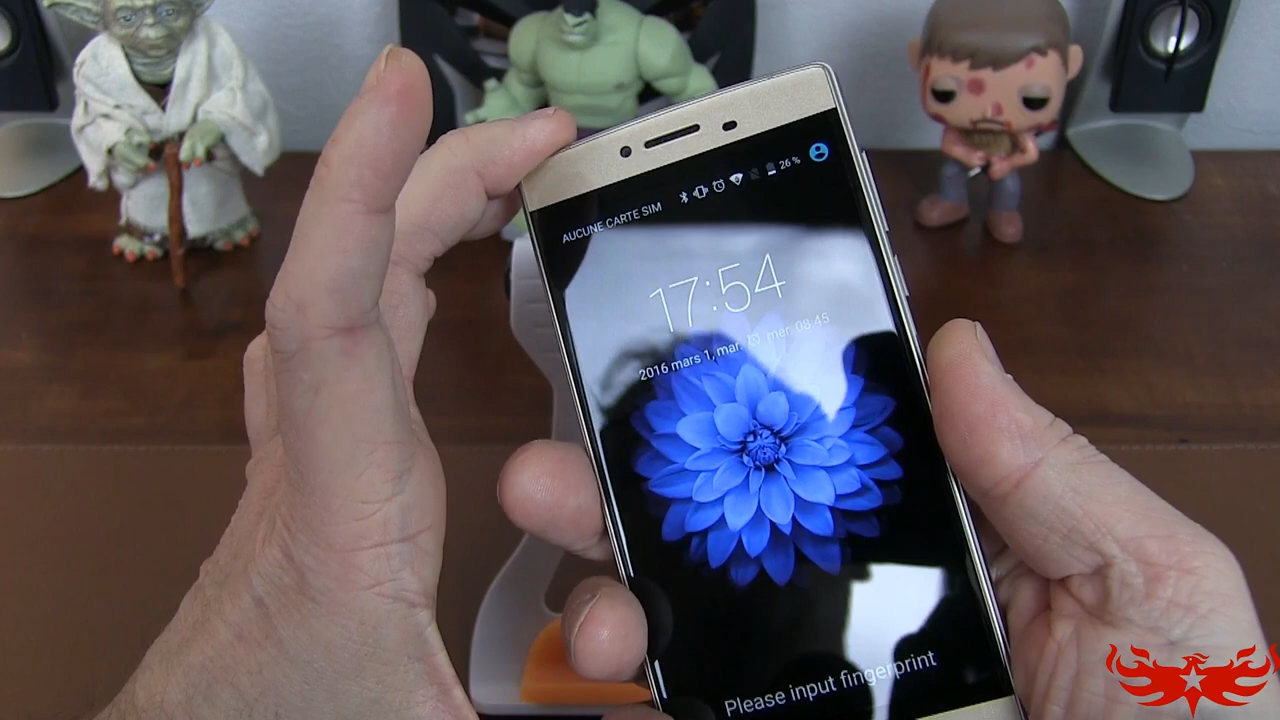 26 %
AUCUNE CARTE SIM
17:54
2016 mars 1, mar. mer. 08:45
Please input fingerprint